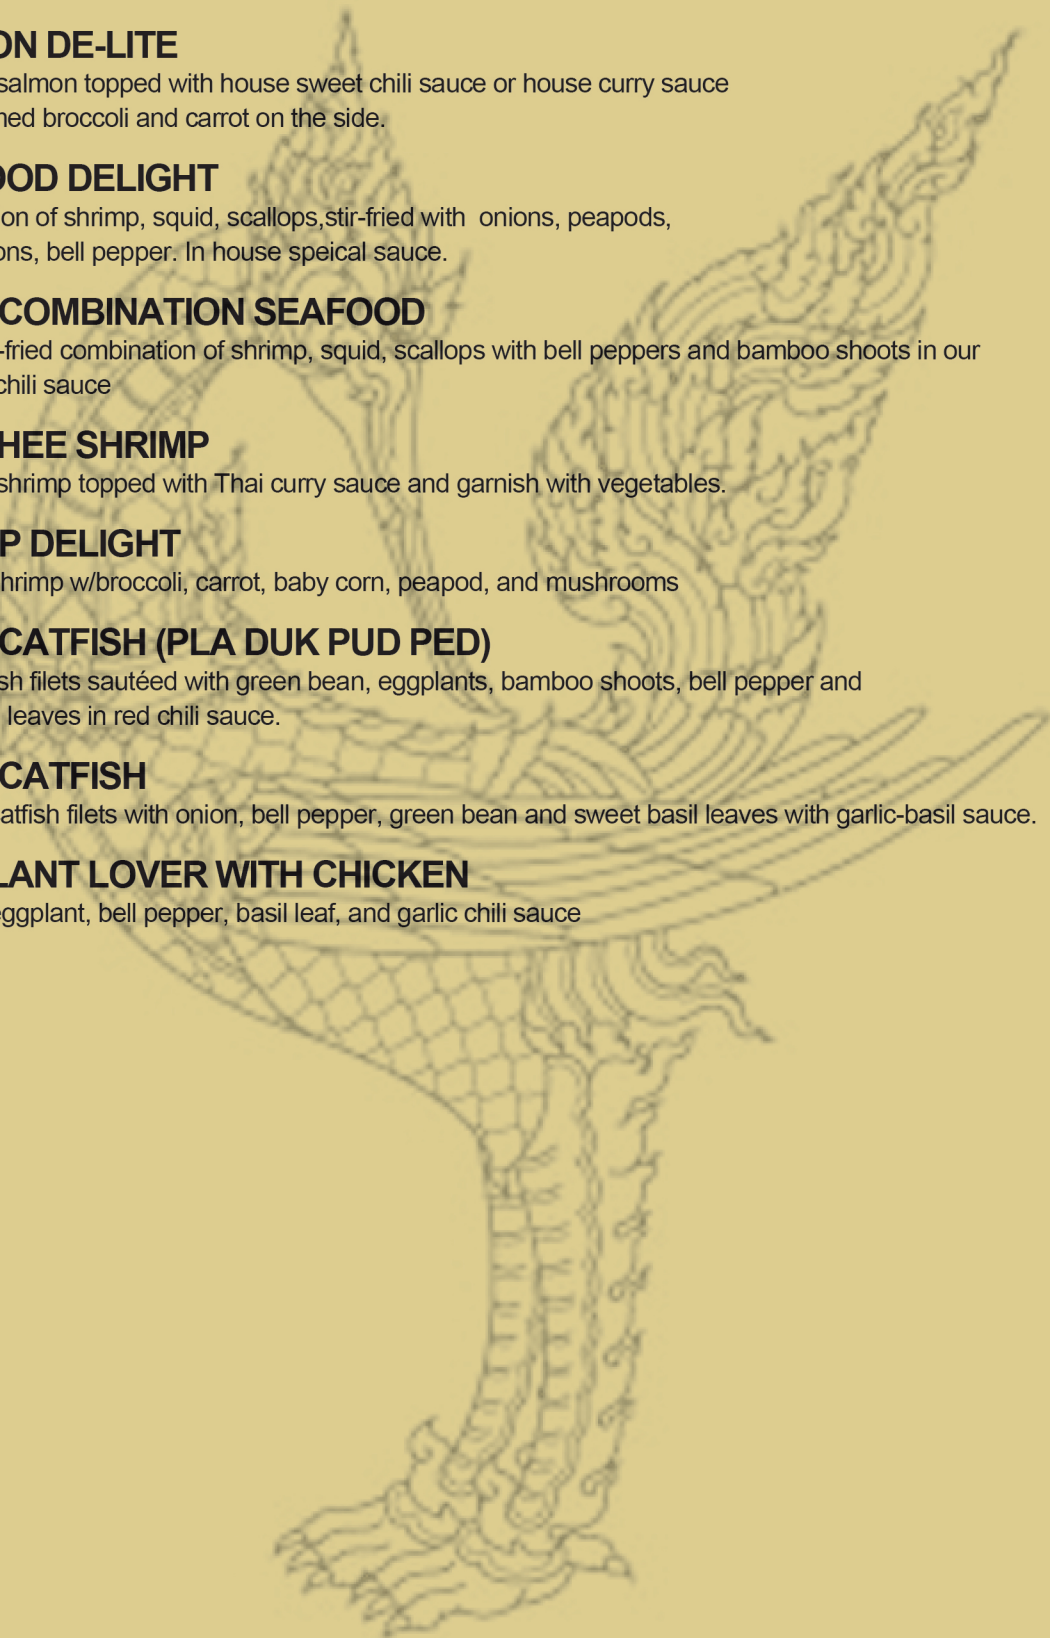 ON DE-LITE
salmon topped with house sweet chili sauce or house curry sauce
ned broccoli and carrot on the side.
OOD DELIGHT
on of shrimp, squid, scallops,stir-fried with onions, peapods,
ons, bell pepper. In house speical sauce.
COMBINATION SEAFOOD
-fried combination of shrimp, squid, scallops with bell peppers and bamboo shoots in our
chili sauce
HEE SHRIMP
shrimp topped with Thai curry sauce and garnish with vegetables.
P DELIGHT
hrimp w/broccoli, carrot, baby corn, peapod, and mushrooms
CATFISH (PLA DUK PUD PED)
sh filets sautéed with green bean, eggplants, bamboo shoots, bell pepper and
leaves in red chili sauce.
CATFISH
atfish filets with onion, bell pepper, green bean and sweet basil leaves with garlic-basil sauce.
LANT LOVER WITH CHICKEN
eggplant, bell pepper, basil leaf, and garlic chili sauce